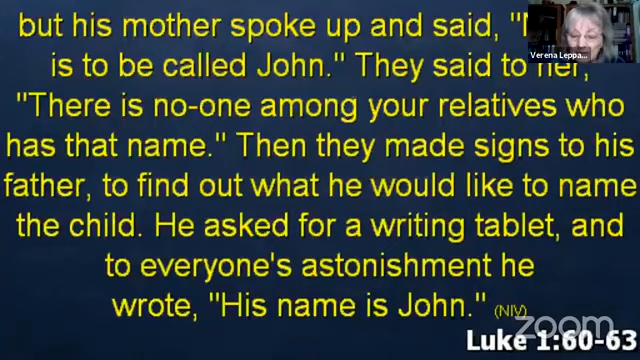 but his mother spoke up and said,
is to be called John." They said to her,
"There is no-one among your relatives who
has that name." Then they made signs to his
father, to find out what he would like to name
the child. He asked for a writing tablet, and
to everyone's astonishment he
wrote, "His name is John." (NIV)
Luke 1:60-63
zoom
Verena Leppa...